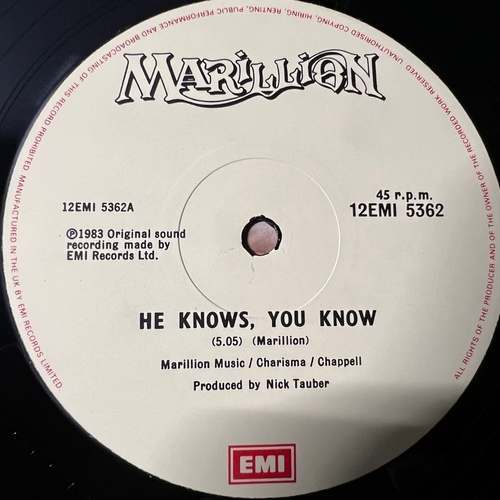 MARILLION
12EMI 5362A
45 r.p.m.
12EMI 5362
℗1983 Original sound
recording made by
EMI Records Ltd.
HE KNOWS, YOU KNOW
(5.05) (Marillion)
Marillion Music / Charisma / Chappell
Produced by Nick Tauber
EMI
ALL RIGHTS OF THE PRODUCER AND OF THE OWNER OF THE RECORDED WORK RESERVED. UNAUTHORISED COPYING, HIRING, RENTING, PUBLIC PERFORMANCE AND BROADCASTING OF THIS RECORD PROHIBITED. MANUFACTURED IN THE UK BY EMI RECORDS LIMITED.